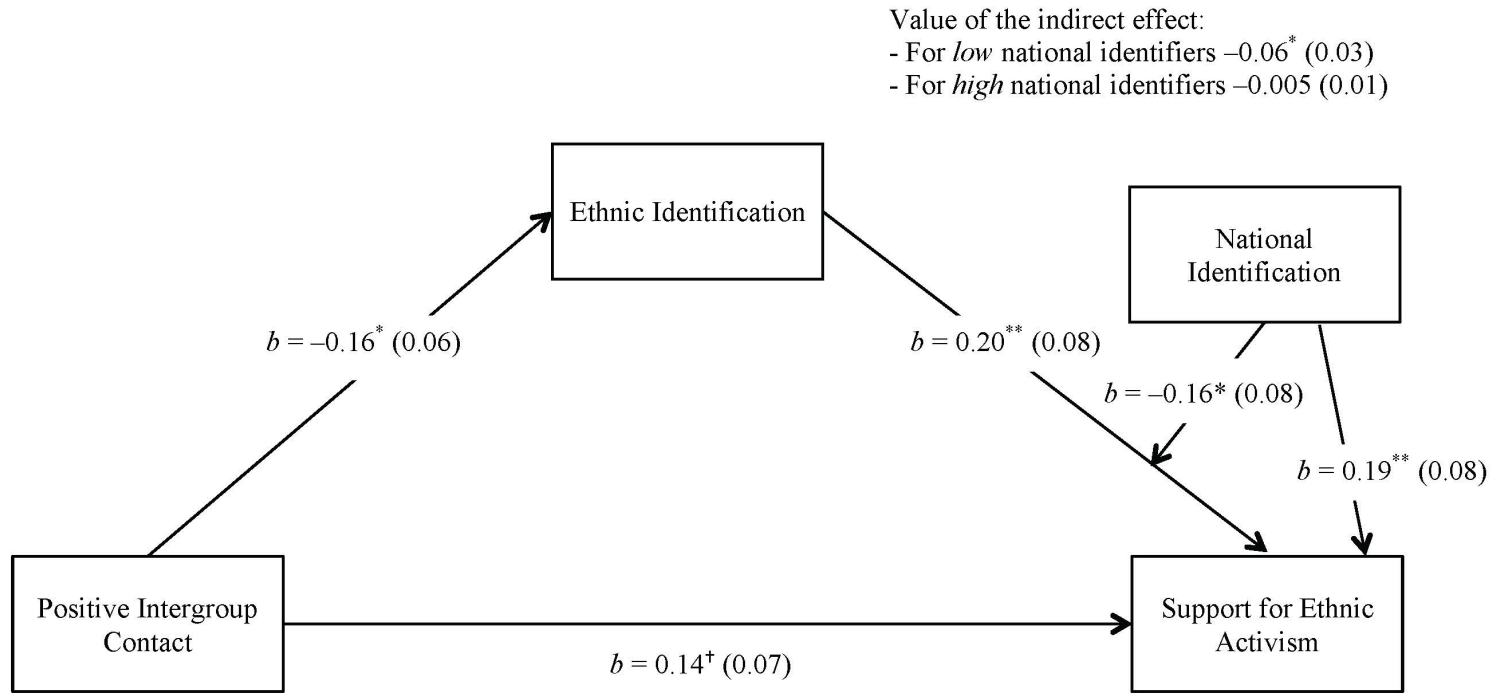 Value of the indirect effect:
- For low national identifiers –0.06* (0.03)
- For high national identifiers –0.005 (0.01)
Ethnic Identification
National
Identification
b = –0.16* (0.06)
b = 0.20** (0.08)
b = –0.16* (0.08)
b = 0.19** (0.08)
Positive Intergroup
Contact
Support for Ethnic
Activism
b = 0.14† (0.07)